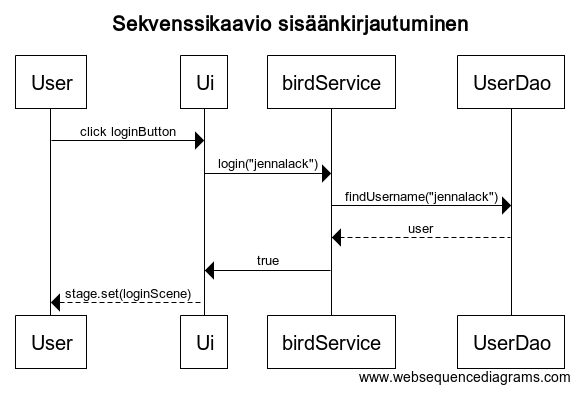 Sekvenssikaavio sisäänkirjautuminen
User Ui birdService UserDao
click loginButton
login("jennalack")
findUsername("jennalack")
user
true
stage.set(loginScene)
User Ui birdService UserDao
www.websequencediagrams.com